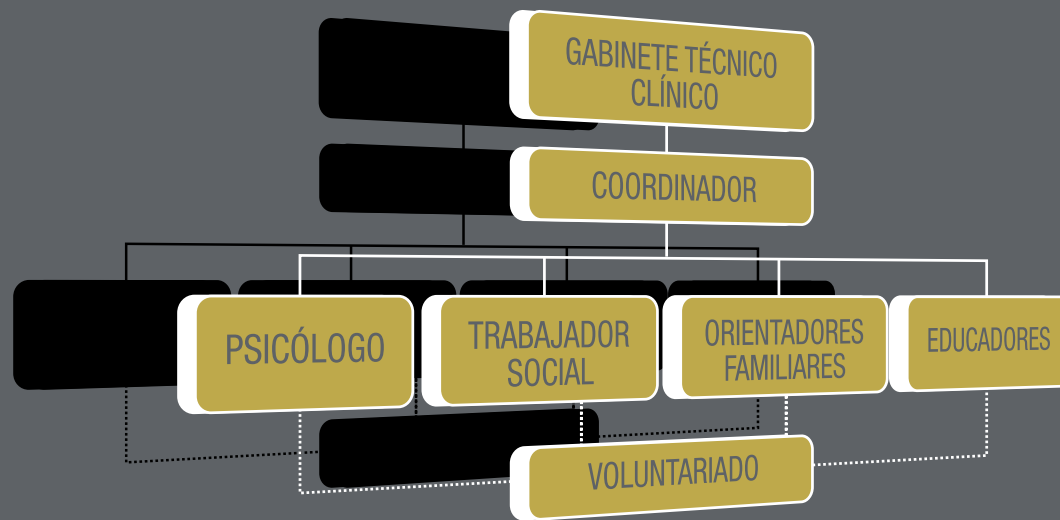 GABINETE TÉCNICO
CLÍNICO
COORDINADOR
PSICÓLOGO
TRABAJADOR
SOCIAL
ORIENTADORES
FAMILIARES
EDUCADORES
VOLUNTARIADO